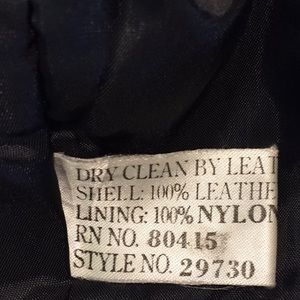 DRY CLEAN BY LEAT
SHELL: 100% LEATHE
LINING: 100% NYLON
RN NO. 80415
STYLE NO. 29730